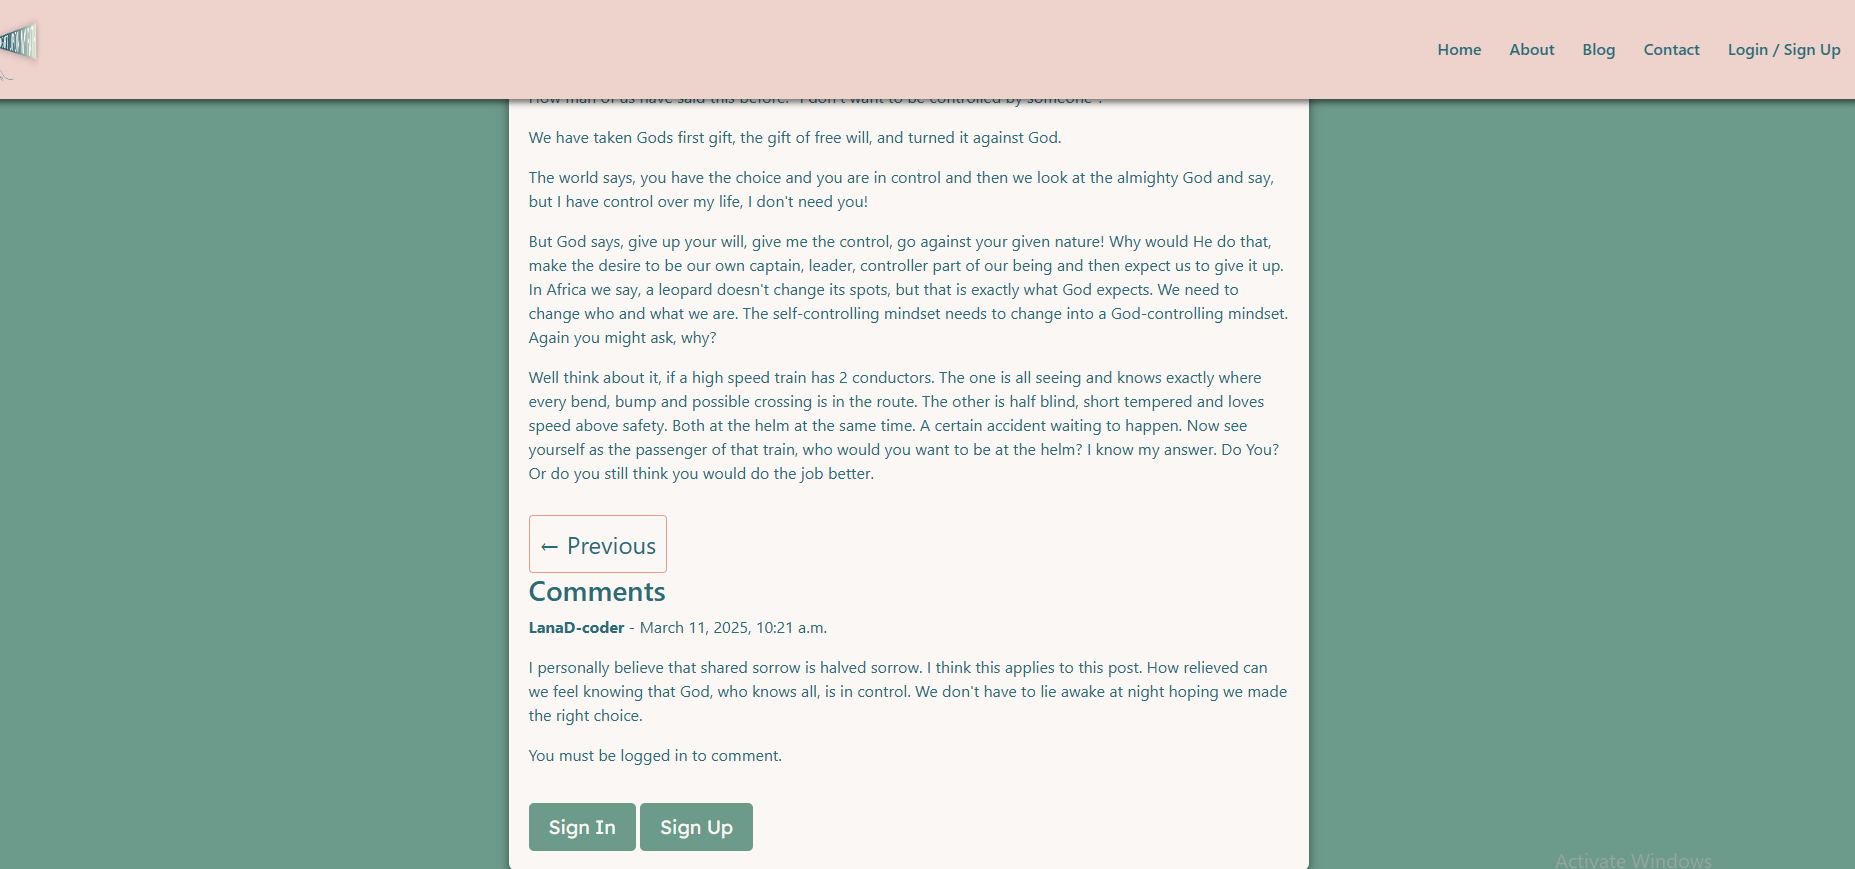 Home About Blog Contact Login / Sign Up
How man of us have said this before. "I don't want to be controlled by someone".
We have taken Gods first gift, the gift of free will, and turned it against God.
The world says, you have the choice and you are in control and then we look at the almighty God and say,
but I have control over my life, I don't need you!
But God says, give up your will, give me the control, go against your given nature! Why would He do that,
make the desire to be our own captain, leader, controller part of our being and then expect us to give it up.
In Africa we say, a leopard doesn't change its spots, but that is exactly what God expects. We need to
change who and what we are. The self-controlling mindset needs to change into a God-controlling mindset.
Again you might ask, why?
Well think about it, if a high speed train has 2 conductors. The one is all seeing and knows exactly where
every bend, bump and possible crossing is in the route. The other is half blind, short tempered and loves
speed above safety. Both at the helm at the same time. A certain accident waiting to happen. Now see
yourself as the passenger of that train, who would you want to be at the helm? I know my answer. Do You?
Or do you still think you would do the job better.
← Previous
Comments
LanaD-coder - March 11, 2025, 10:21 a.m.
I personally believe that shared sorrow is halved sorrow. I think this applies to this post. How relieved can
we feel knowing that God, who knows all, is in control. We don't have to lie awake at night hoping we made
the right choice.
You must be logged in to comment.
Sign In Sign Up
Activate Windows